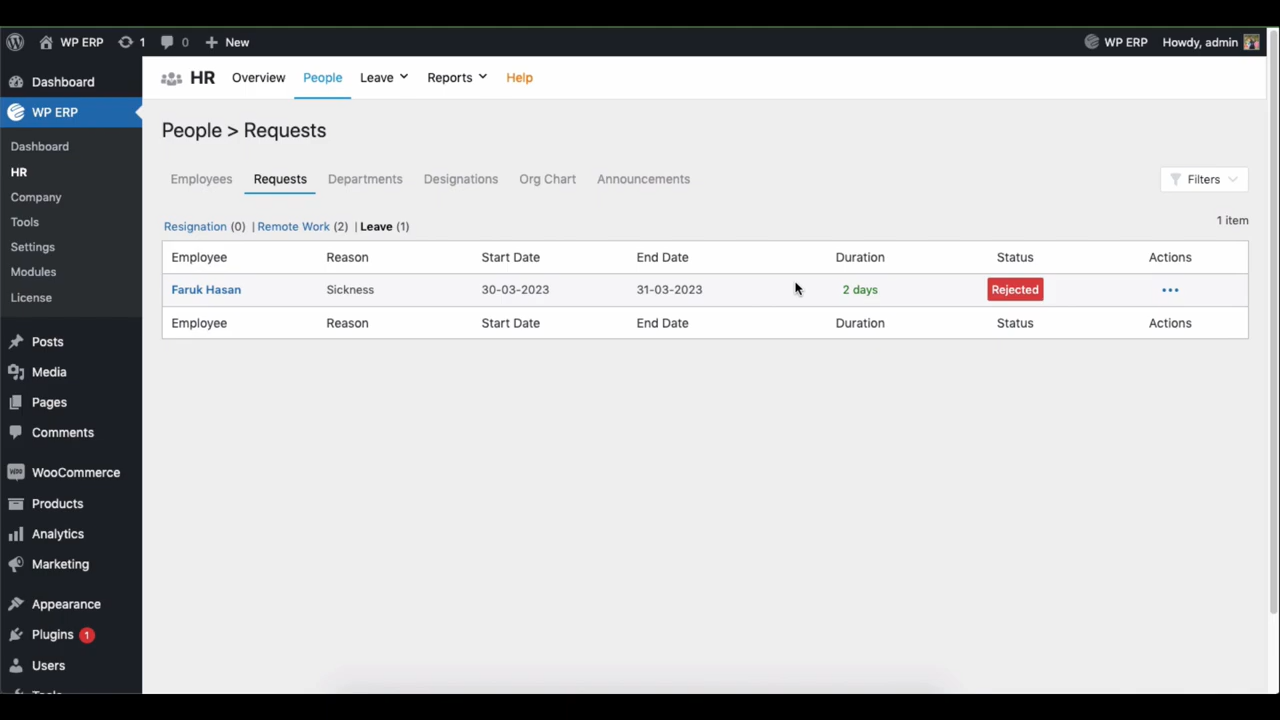 WP ERP 1 0 New WP ERP Howdy, admin
Dashboard
WP ERP
Dashboard
HR
Company
Tools
Settings
Modules
License
Posts
Media
Pages
Comments
WooCommerce
Products
Analytics
Marketing
Appearance
Plugins 1
Users
HR Overview People Leave Reports Help
People > Requests
Employees Requests Departments Designations Org Chart Announcements Filters
Resignation (0) | Remote Work (2) | Leave (1) 1 item
Employee Reason Start Date End Date Duration Status Actions
Faruk Hasan Sickness 30-03-2023 31-03-2023 2 days Rejected
Employee Reason Start Date End Date Duration Status Actions